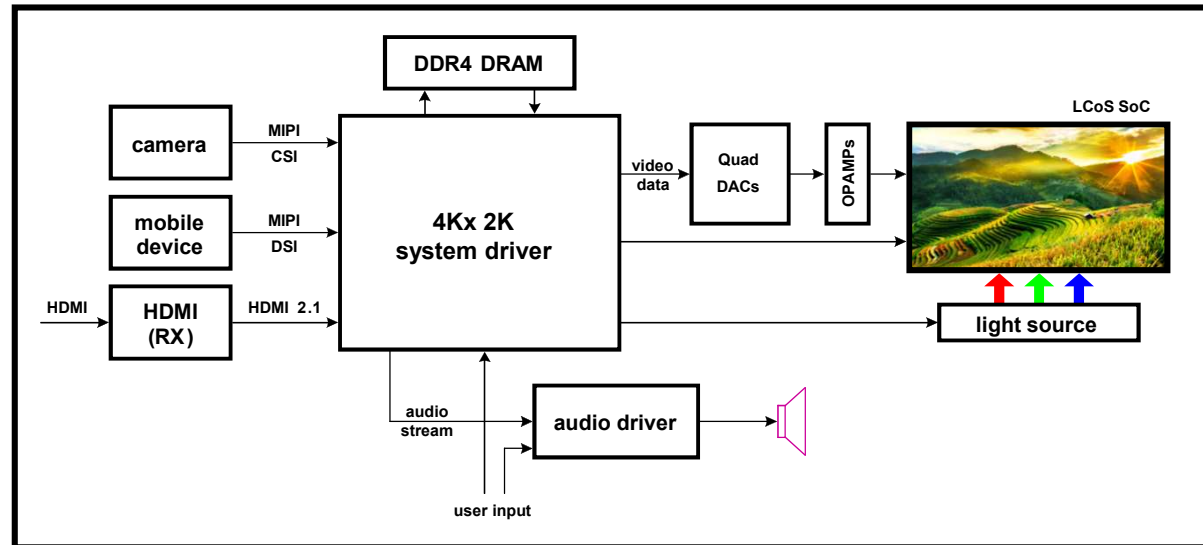 DDR4 DRAM
LCoS SoC
camera
MIPI
CSI
video
data
Quad
DACs
OPAMPs
mobile
device
MIPI
DSI
4Kx 2K
system driver
HDMI
HDMI
(RX)
HDMI 2.1
light source
audio
stream
audio driver
user input